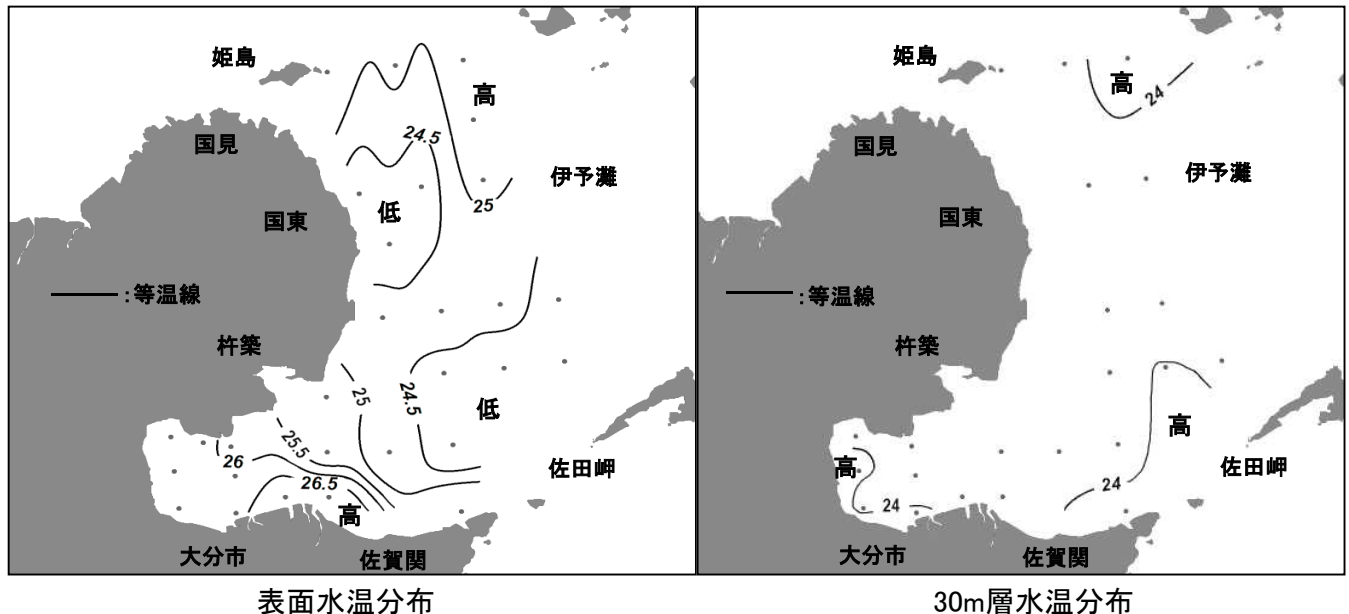 姫島
高
24.5
国見
伊予灘
低
25
国東
:等温線
杵築
25
24.5
低
25.5
26
26.5
高
佐田岬
大分市
佐賀関
表面水温分布
姫島
高
24
国見
伊予灘
国東
:等温線
杵築
高
高
24
24
佐田岬
大分市
佐賀関
30m層水温分布